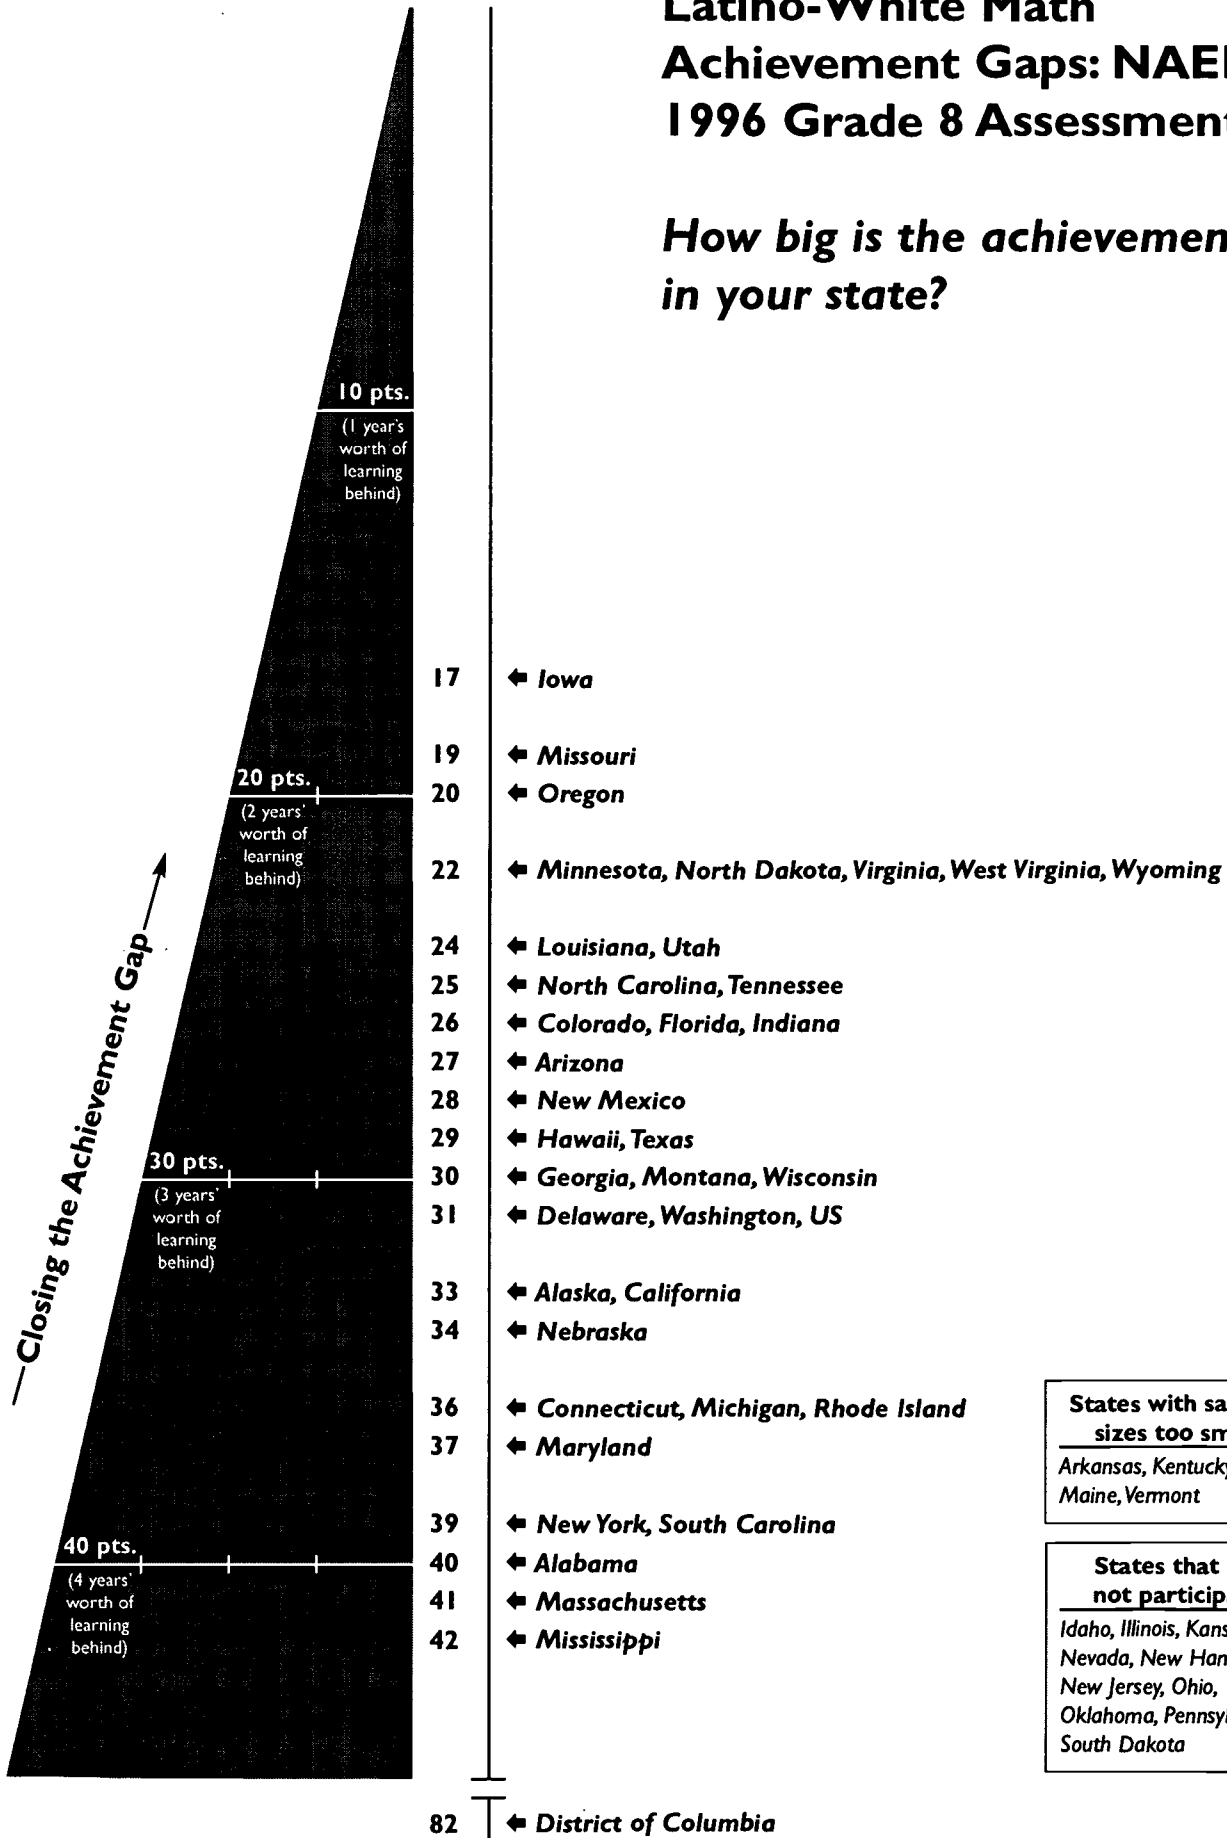 Latino-White Math
Achievement Gaps: NAE
1996 Grade 8 Assessment
How big is the achievemen
in your state?
10 pts.
(1 year's
worth of
learning
behind)
20 pts.
(2 years'
worth of
learning
behind)
30 pts.
(3 years'
worth of
learning
behind)
40 pts.
(4 years'
worth of
learning
behind)
Closing the Achievement Gap
17 Iowa
19 Missouri
20 Oregon
22 Minnesota, North Dakota, Virginia, West Virginia, Wyoming
24 Louisiana, Utah
25 North Carolina, Tennessee
26 Colorado, Florida, Indiana
27 Arizona
28 New Mexico
29 Hawaii, Texas
30 Georgia, Montana, Wisconsin
31 Delaware, Washington, US
33 Alaska, California
34 Nebraska
36 Connecticut, Michigan, Rhode Island
37 Maryland
39 New York, South Carolina
40 Alabama
41 Massachusetts
42 Mississippi
82 District of Columbia
States with sa
sizes too sm
Arkansas, Kentucky
Maine, Vermont
States that
not particip
Idaho, Illinois, Kans
Nevada, New Han
New Jersey, Ohio,
Oklahoma, Pennsyl
South Dakota